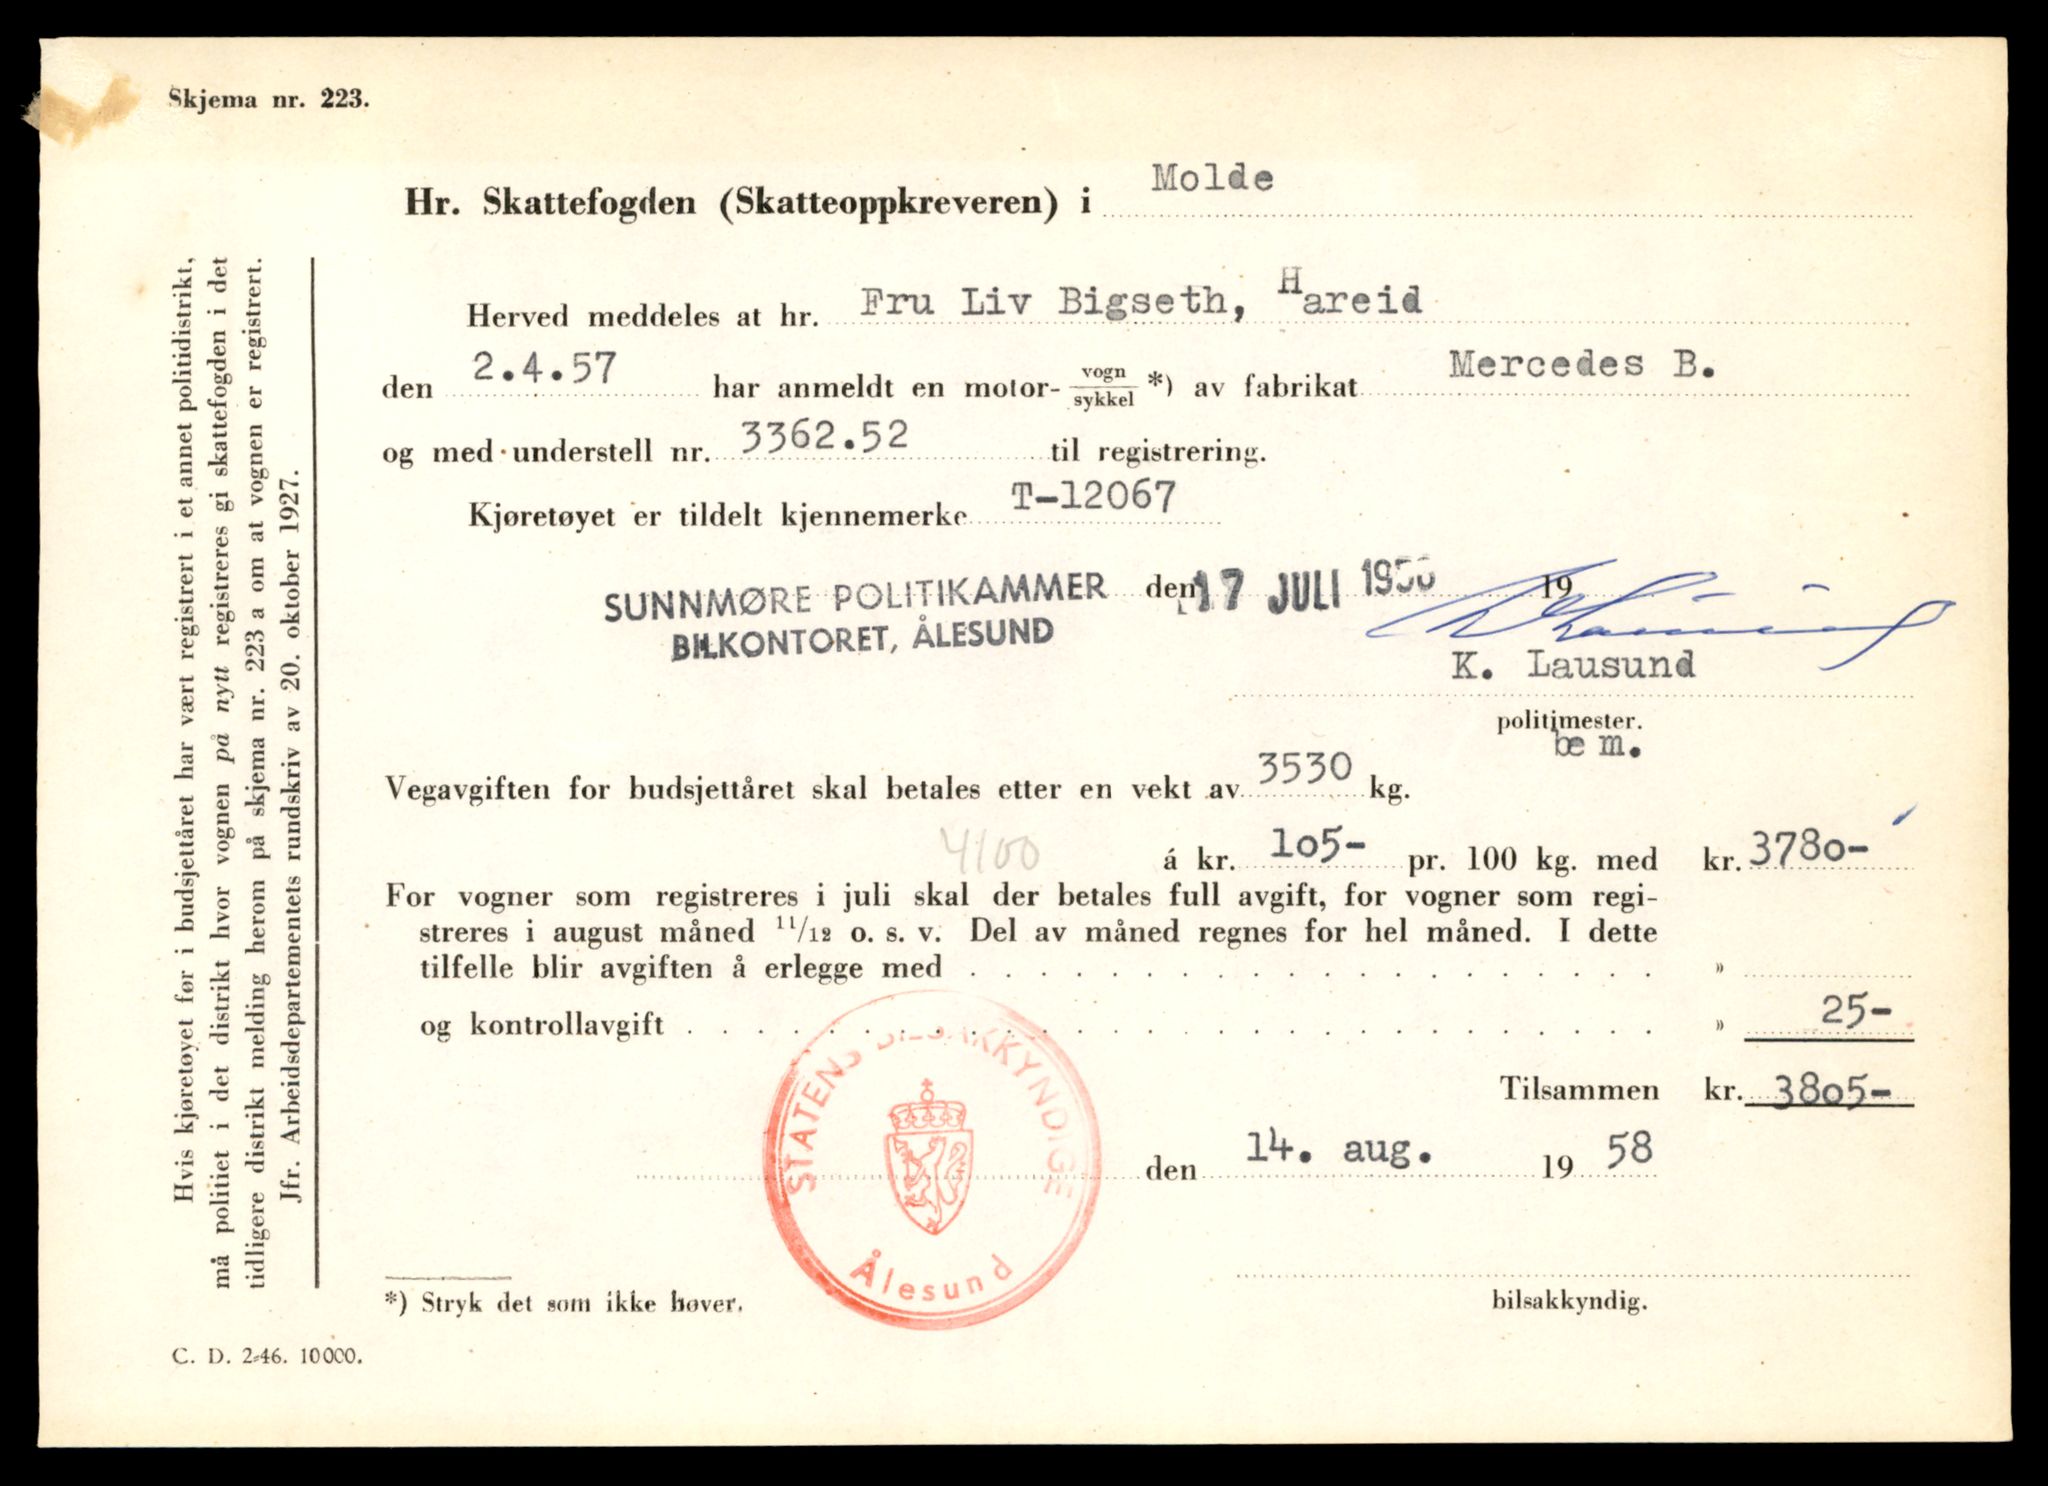 Skjema nr. 223.
Hr. Skattefogden (Skatteoppkreveren) i Molde
Herved meddeles at hr. Fru Liv Bigseth, Hareid
den 2.4.57 har anmeldt en motor- vogn/sykkel *) av fabrikat Mercedes B.
og med understell nr. 3362.52 til registrering.
Kjøretøyet er tildelt kjennemerke T-12067
SUNNMØRE POLITIKAMMER den 17 JULI 19
BILKONTORET, ÅLESUND
K. Lausund
politimester.
be m.
Vegavgiften for budsjettåret skal betales etter en vekt av 3530 kg.
4100
á kr. 105- pr. 100 kg. med kr. 3780-
For vogner som registreres i juli skal der betales full avgift, for vogner som regi-
streres i august måned 11/12 o. s. v. Del av måned regnes for hel måned. I dette
tilfelle blir avgiften å erlegge med . . . . . . . . . . . . . . . . . . . »
og kontrollavgift . . . . . . . . . . . . . . . . . . . . . . . . . . . » 25-
Tilsammen kr. 3805-
den 14. aug. 19 58
STATENS BILSAKKYNDIGE
Ålesund
bilsakkyndig.
*) Stryk det som ikke høver.
C. D. 2-46. 10000.
Hvis kjøretøyet før i budsjettåret har vært registrert i et annet politidistrikt,
må politiet i det distrikt hvor vognen på nytt registreres gi skattefogden i det
tidligere distrikt melding herom på skjema nr. 223 a om at vognen er registrert.
Jfr. Arbeidsdepartementets rundskriv av 20. oktober 1927.